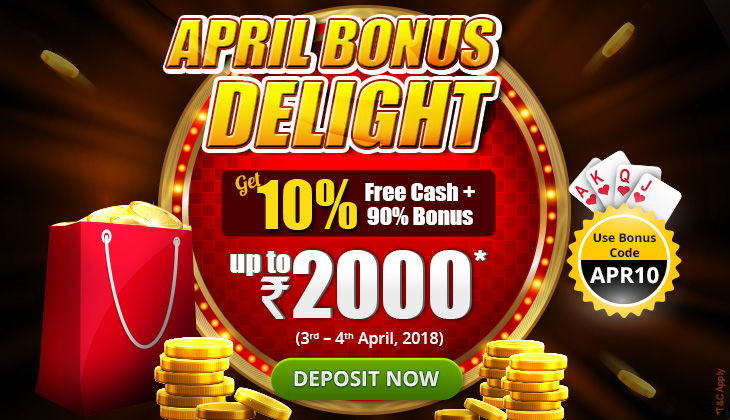 APRIL BONUS
DELIGHT
Get 10% Free Cash +
90% Bonus
up to ₹2000*
(3rd – 4th April, 2018)
DEPOSIT NOW
A K Q J
Use Bonus
Code
APR10
*T&C Apply